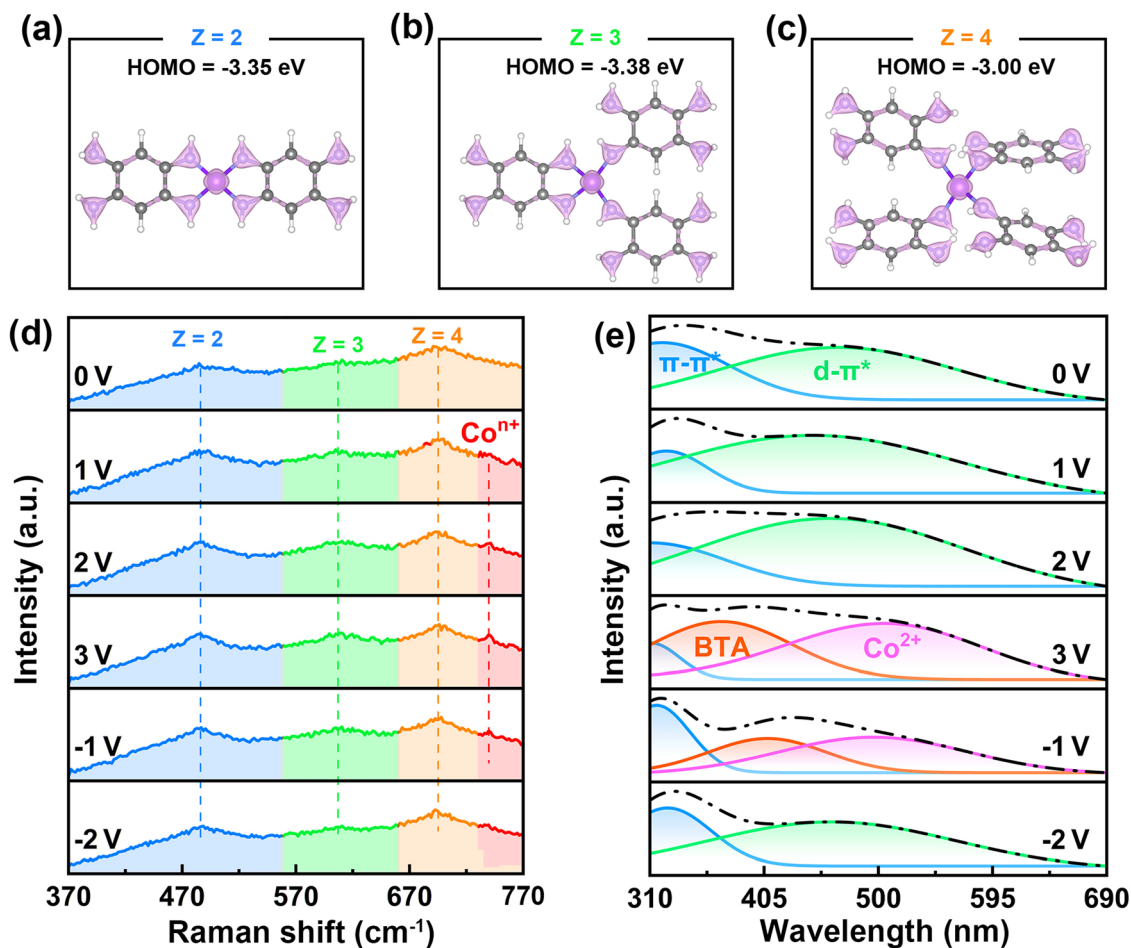 (a)
Z = 2
HOMO = -3.35 eV
(b)
Z = 3
HOMO = -3.38 eV
(c)
Z = 4
HOMO = -3.00 eV
(d)
Z = 2
Z = 3
Z = 4
0 V
Coⁿ⁺
1 V
2 V
3 V
-1 V
-2 V
370
470
570
670
770
Raman shift (cm⁻¹)
Intensity (a.u.)
(e)
π-π*
d-π*
0 V
1 V
2 V
BTA
Co²⁺
3 V
-1 V
-2 V
310
405
500
595
690
Wavelength (nm)
Intensity (a.u.)